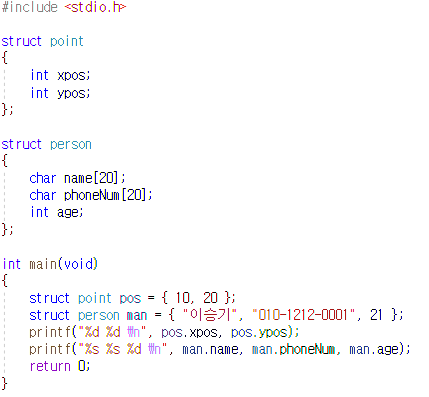 #include <stdio.h>
struct point
{
int xpos;
int ypos;
};
struct person
{
char name[20];
char phoneNum[20];
int age;
};
int main(void)
{
struct point pos = { 10, 20 };
struct person man = { "이승기", "010-1212-0001", 21 };
printf("%d %d ₩n", pos.xpos, pos.ypos);
printf("%s %s %d ₩n", man.name, man.phoneNum, man.age);
return 0;
}